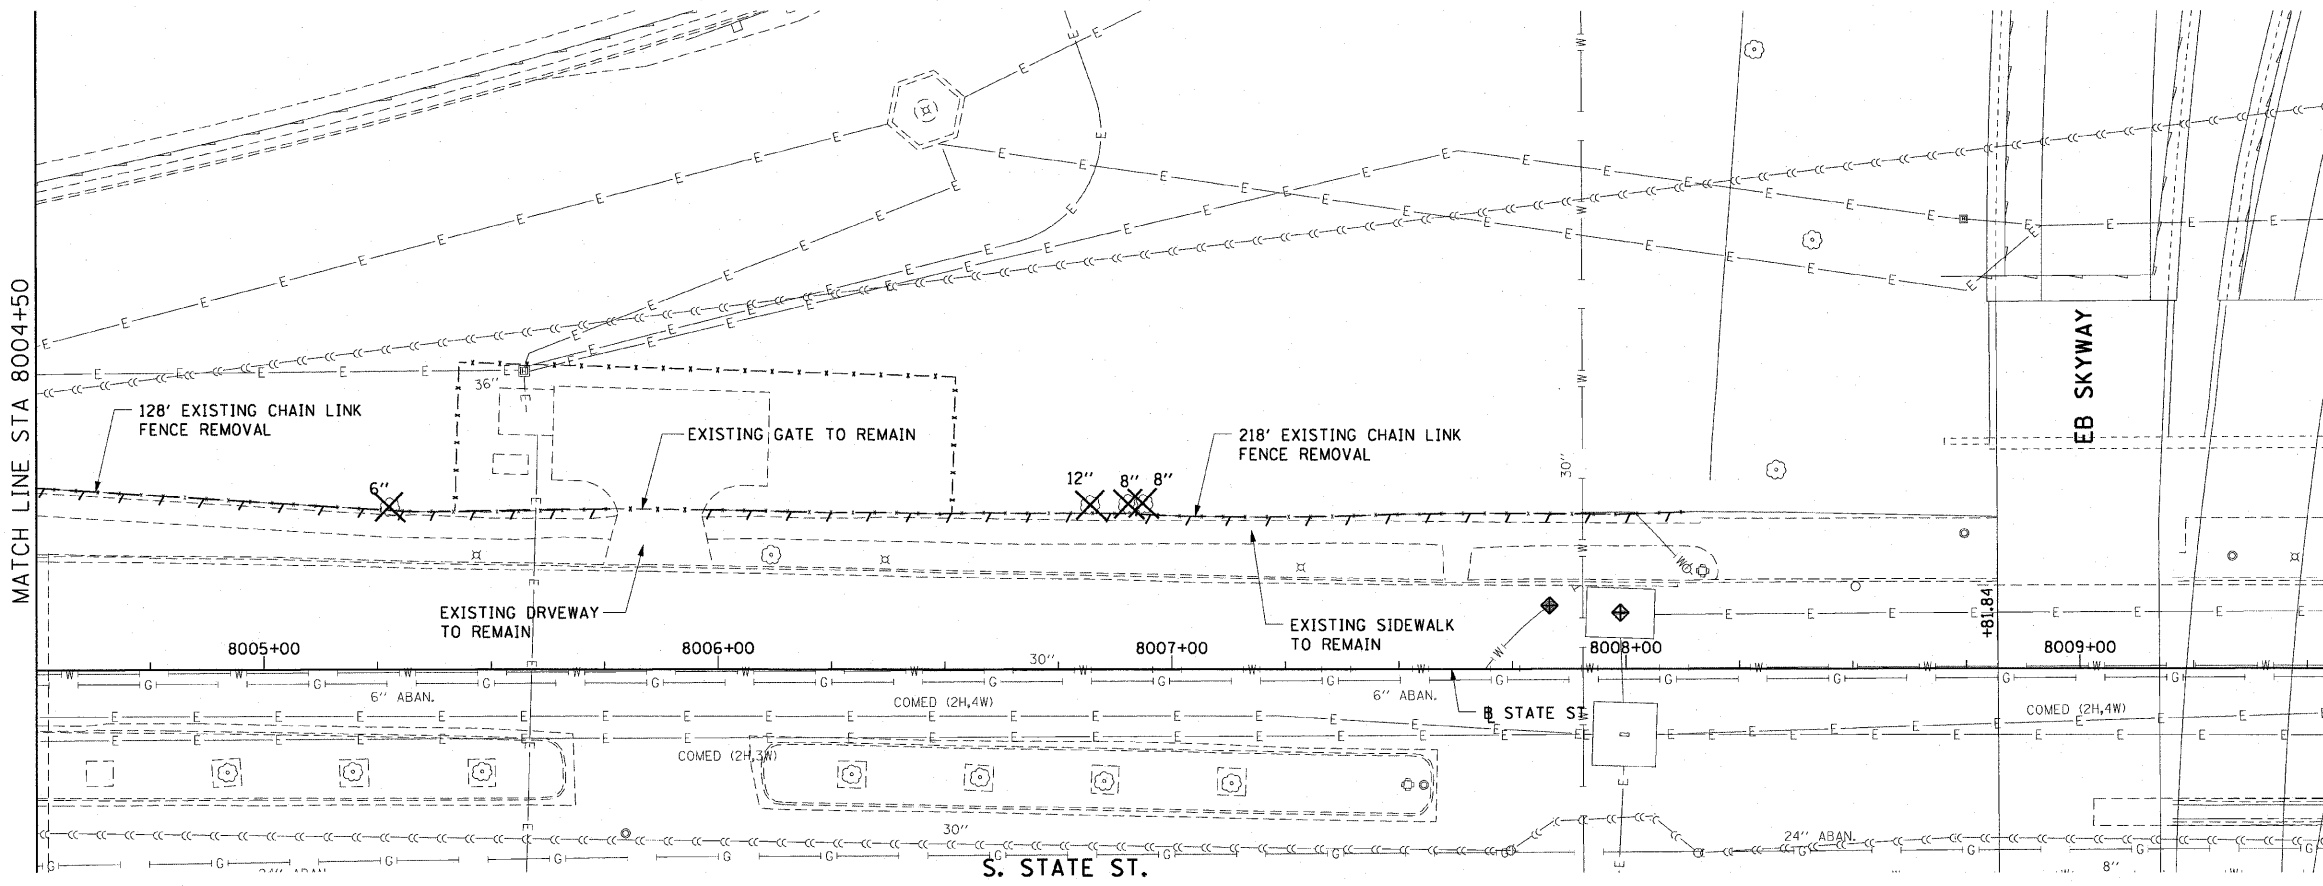 MATCH LINE STA 8004+50
36"
128' EXISTING CHAIN LINK
FENCE REMOVAL
EXISTING GATE TO REMAIN
218' EXISTING CHAIN LINK
FENCE REMOVAL
EB SKYWAY
30"
6"
12"
8"
8"
EXISTING DRVEWAY
TO REMAIN
EXISTING SIDEWALK
TO REMAIN
+81.84
8005+00
8006+00
8007+00
8008+00
8009+00
30"
6" ABAN.
COMED (2H,4W)
6" ABAN.
STATE ST
COMED (2H,4W)
COMED (2H,3W)
30"
24" ABAN.
24" ABAN.
S. STATE ST.
8"